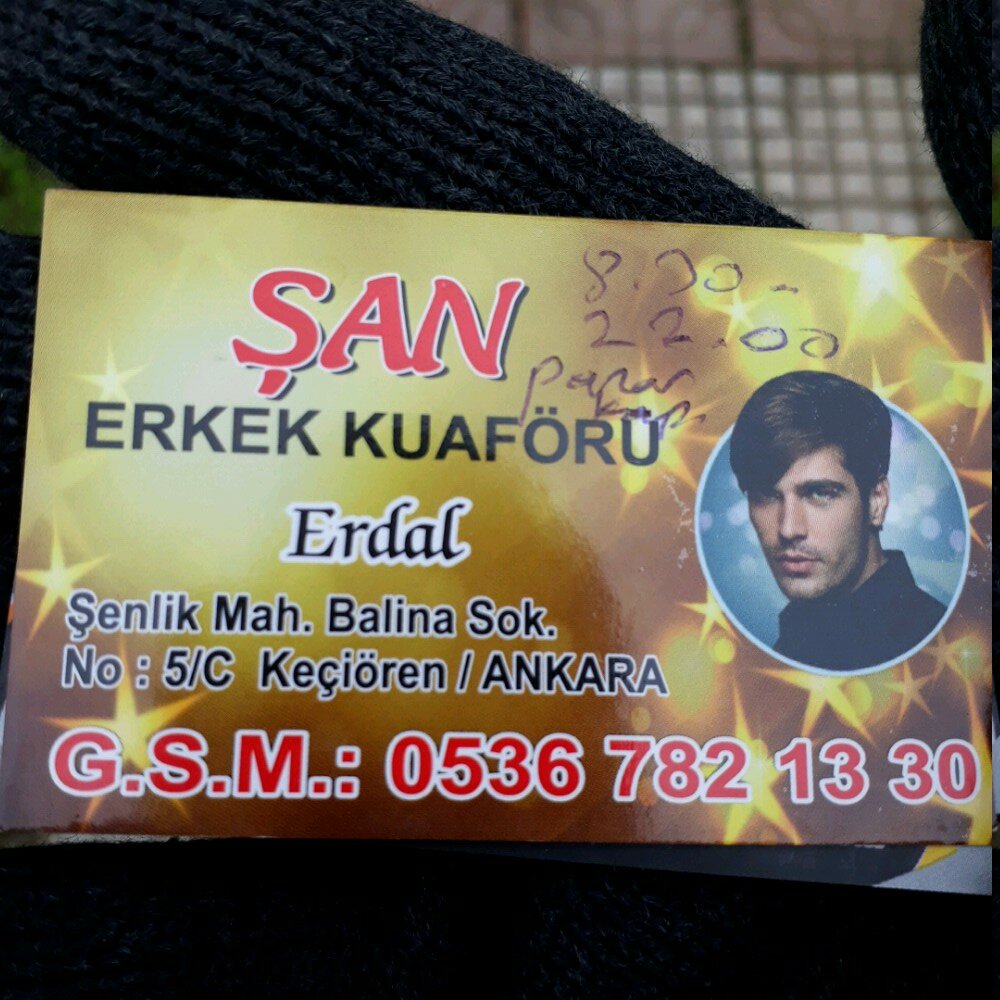 ŞAN
8.30-
22.00
pazar
ERKEK KUAFÖRÜ
Erdal
Şenlik Mah. Balina Sok.
No : 5/C Keçiören / ANKARA
G.S.M.: 0536 782 13 30